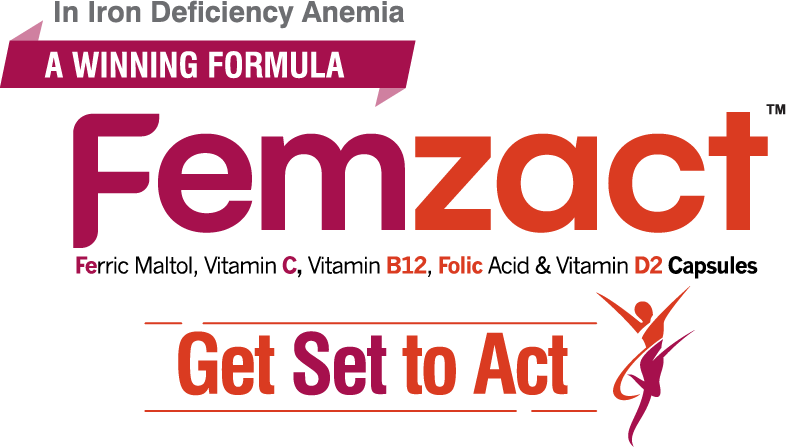 In Iron Deficiency Anemia
A WINNING FORMULA
Femzact™
Ferric Maltol, Vitamin C, Vitamin B12, Folic Acid & Vitamin D2 Capsules
Get Set to Act